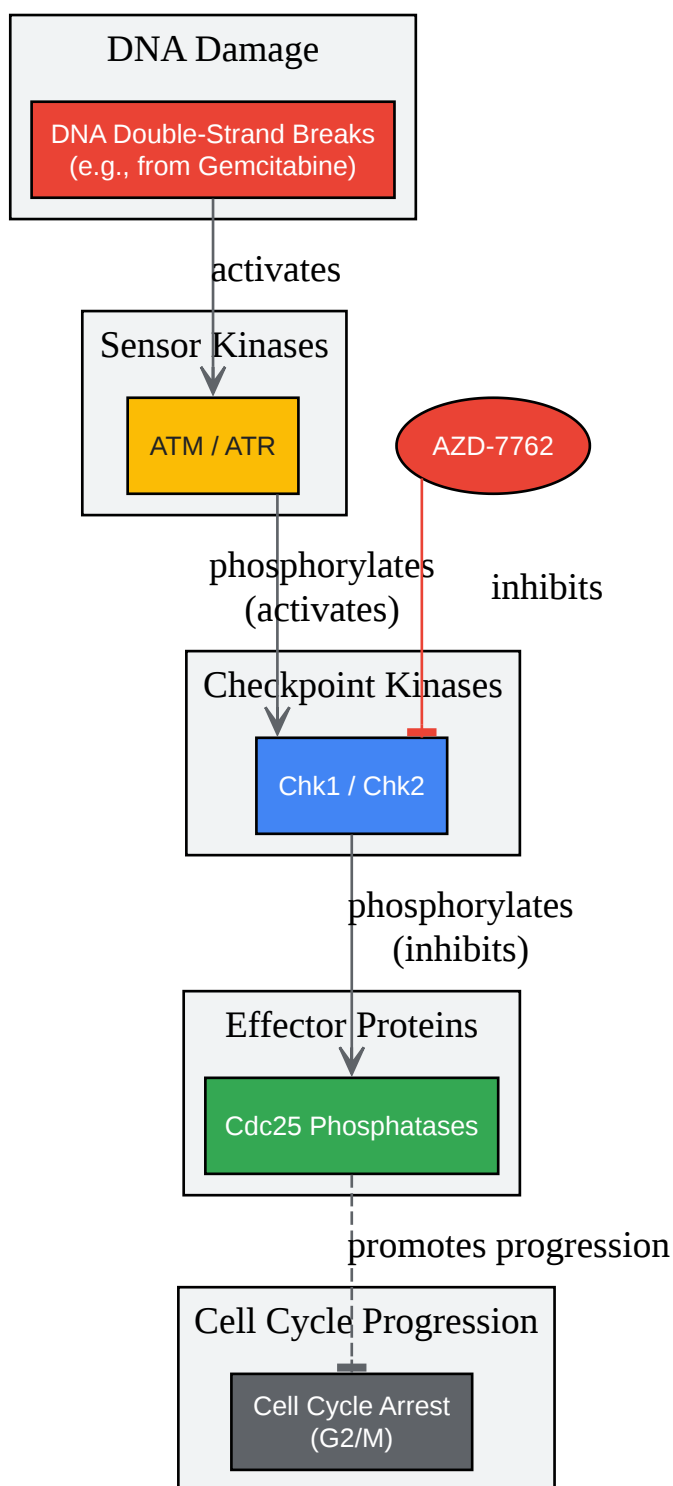 DNA Damage
DNA Double-Strand Breaks
(e.g., from Gemcitabine)
activates
Sensor Kinases
ATM / ATR
AZD-7762
phosphorylates
(activates)
inhibits
Checkpoint Kinases
Chk1 / Chk2
phosphorylates
(inhibits)
Effector Proteins
Cdc25 Phosphatases
promotes progression
Cell Cycle Progression
Cell Cycle Arrest
(G2/M)